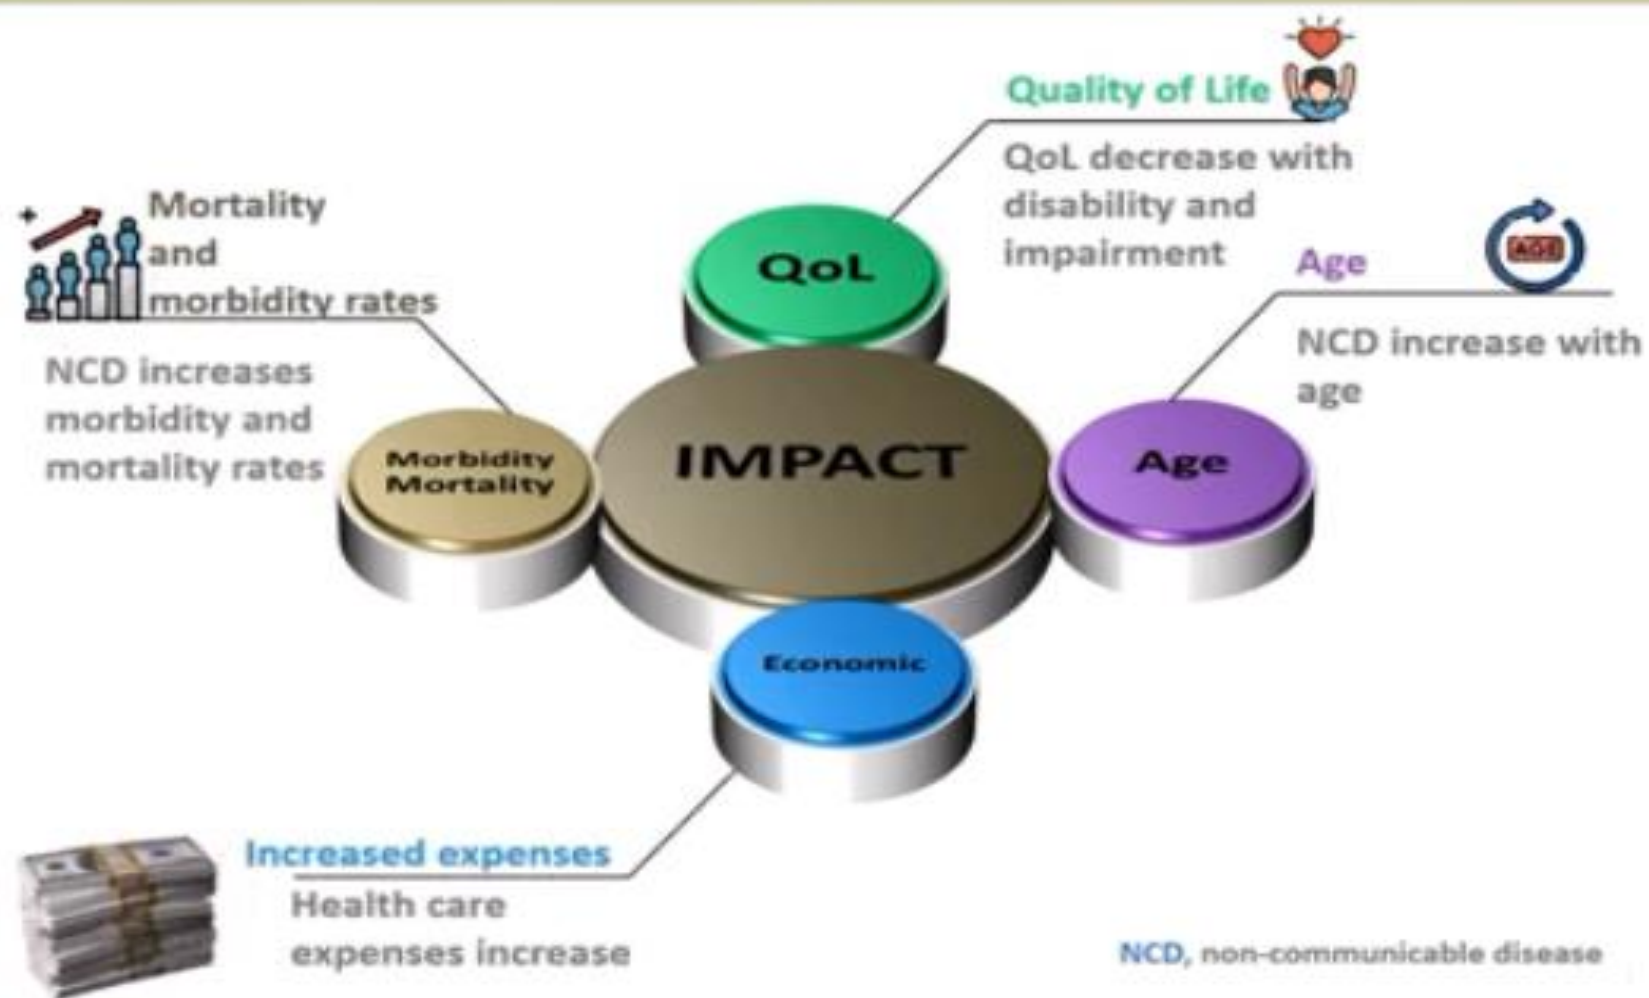 Quality of Life
QoL decrease with
disability and
impairment
Mortality
and
morbidity rates
NCD increases
morbidity and
mortality rates
AGE
Age
NCD increase with
age
QoL
IMPACT
Morbidity
Mortality
Age
Economic
Increased expenses
Health care
expenses increase
NCD, non-communicable disease